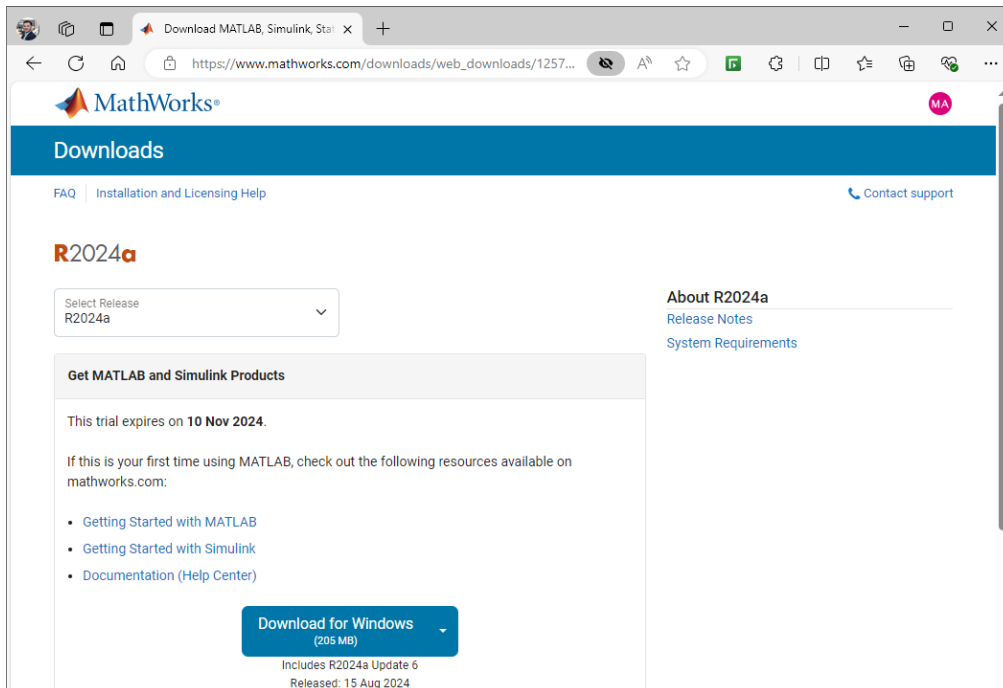 Download MATLAB, Simulink, Stat
https://www.mathworks.com/downloads/web_downloads/1257...
MathWorks®
MA
Downloads
FAQ
Installation and Licensing Help
Contact support
R2024a
Select Release
R2024a
About R2024a
Release Notes
System Requirements
Get MATLAB and Simulink Products
This trial expires on 10 Nov 2024.
If this is your first time using MATLAB, check out the following resources available on
mathworks.com:
• Getting Started with MATLAB
• Getting Started with Simulink
• Documentation (Help Center)
Download for Windows
(205 MB)
Includes R2024a Update 6
Released: 15 Aug 2024